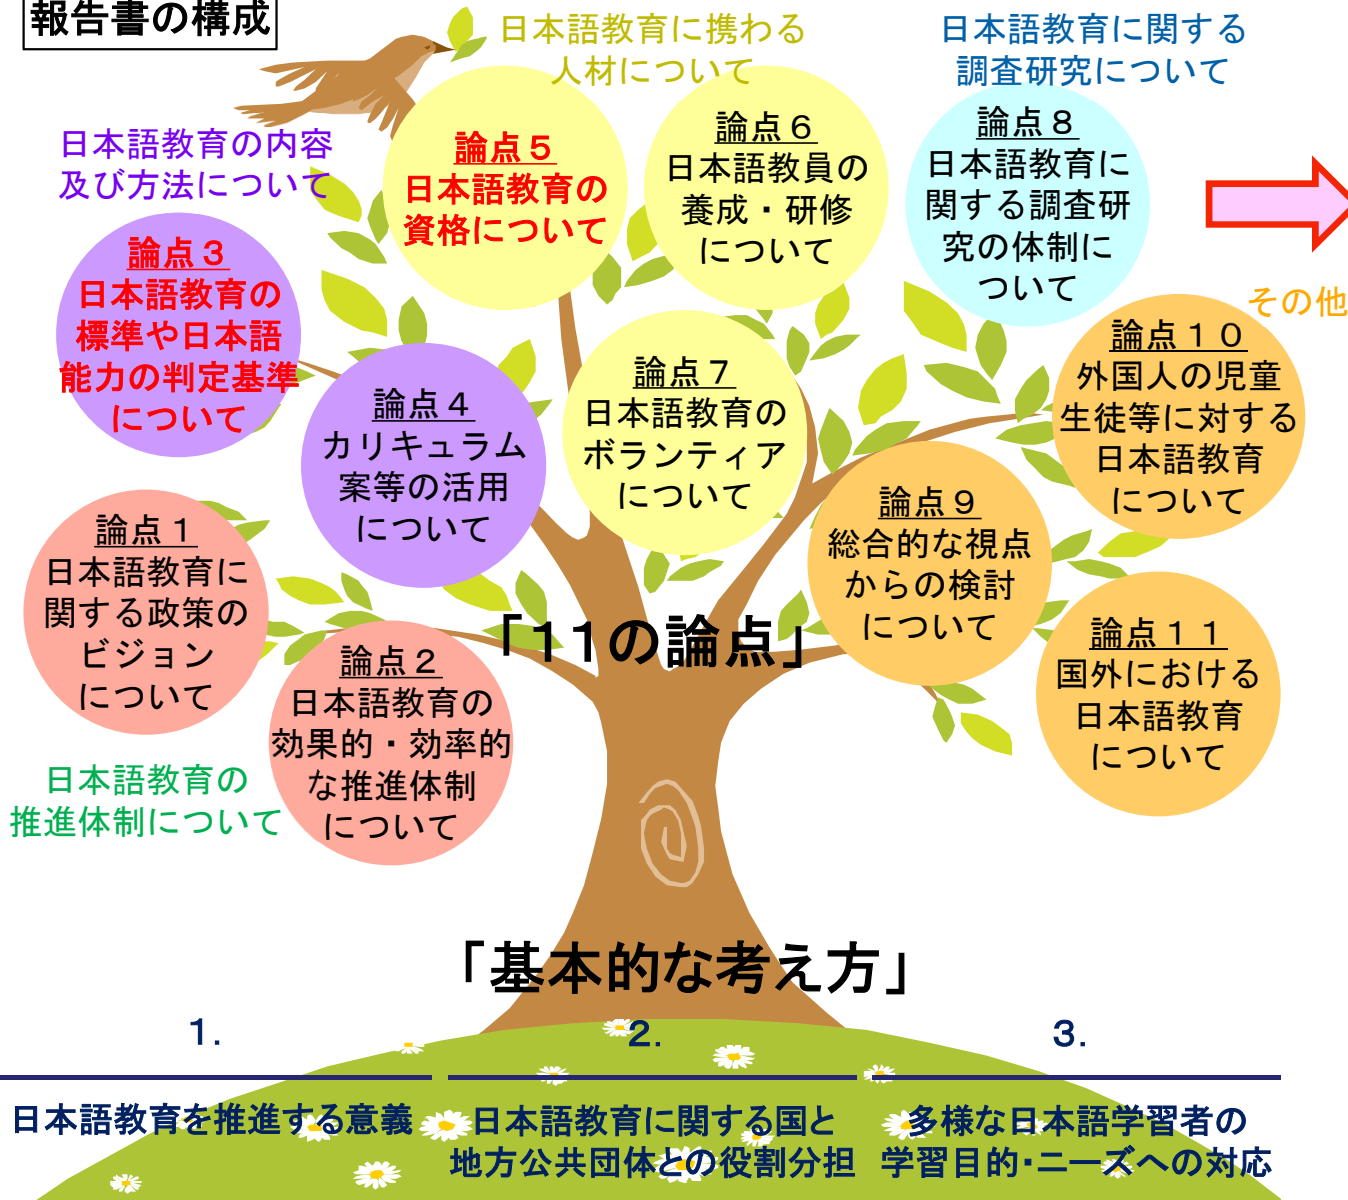 報告書の構成
日本語教育に携わる
人材について
日本語教育に関する
調査研究について
日本語教育の内容
及び方法について
論点５
日本語教育の
資格について
論点６
日本語教員の
養成・研修
について
論点８
日本語教育に
関する調査研
究の体制に
ついて
論点３
日本語教育の
標準や日本語
能力の判定基準
について
その他
論点１０
外国人の児童
生徒等に対する
日本語教育
について
論点４
カリキュラム
案等の活用
について
論点７
日本語教育の
ボランティア
について
論点９
総合的な視点
からの検討
について
論点１
日本語教育に
関する政策の
ビジョン
について
論点２
日本語教育の
効果的・効率的
な推進体制
について
論点１１
国外における
日本語教育
について
「11の論点」
日本語教育の
推進体制について
「基本的な考え方」
1.
日本語教育を推進する意義
2.
日本語教育に関する国と
地方公共団体との役割分担
3.
多様な日本語学習者の
学習目的・ニーズへの対応